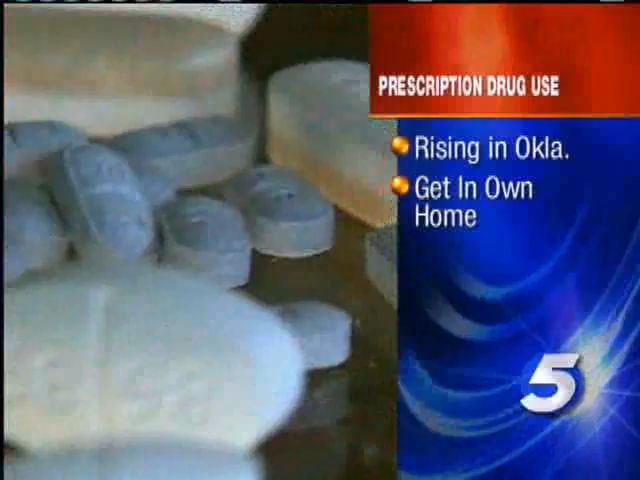 PRESCRIPTION DRUG USE
Rising in Okla.
Get In Own
Home
5